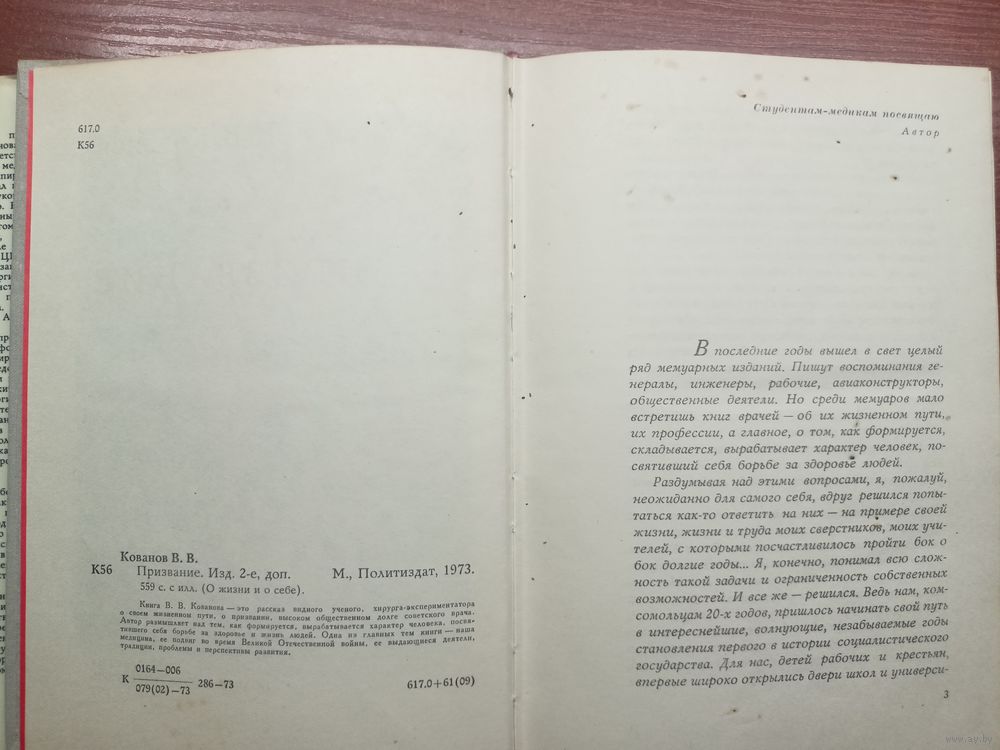 617.0
К56
Кованов В. В.
К56 Призвание. Изд. 2-е, доп. М., Политиздат, 1973.
559 с. с илл. (О жизни и о себе).
Книга В. В. Кованова — это рассказ видного ученого, хирурга-экспериментатора
о своем жизненном пути, о призвании, высоком общественном долге советского врача.
Автор размышляет над тем, как формируется, вырабатывается характер человека, посвя-
тившего себя борьбе за здоровье и жизнь людей. Одна из главных тем книги — наша
медицина, ее подвиг во время Великой Отечественной войны, ее выдающиеся деятели,
традиции, проблемы и перспективы развития.
К 0164—006
079(02)—73 286—73 617.0+61(09)
Студентам-медикам посвящаю
Автор
В последние годы вышел в свет целый
ряд мемуарных изданий. Пишут воспоминания ге-
нералы, инженеры, рабочие, авиаконструкторы,
общественные деятели. Но среди мемуаров мало
встретишь книг врачей — об их жизненном пути,
их профессии, а главное, о том, как формируется,
складывается, вырабатывает характер человек, по-
святивший себя борьбе за здоровье людей.
Раздумывая над этими вопросами, я, пожалуй,
неожиданно для самого себя, вдруг решился попы-
таться как-то ответить на них — на примере своей
жизни, жизни и труда моих сверстников, моих учи-
телей, с которыми посчастливилось пройти бок о
бок долгие годы... Я, конечно, понимал всю слож-
ность такой задачи и ограниченность собственных
возможностей. И все же — решился. Ведь нам, ком-
сомольцам 20-х годов, пришлось начинать свой путь
в интереснейшие, волнующие, незабываемые годы
становления первого в истории социалистического
государства. Для нас, детей рабочих и крестьян,
впервые широко открылись двери школ и универси-
3
www.ay.by